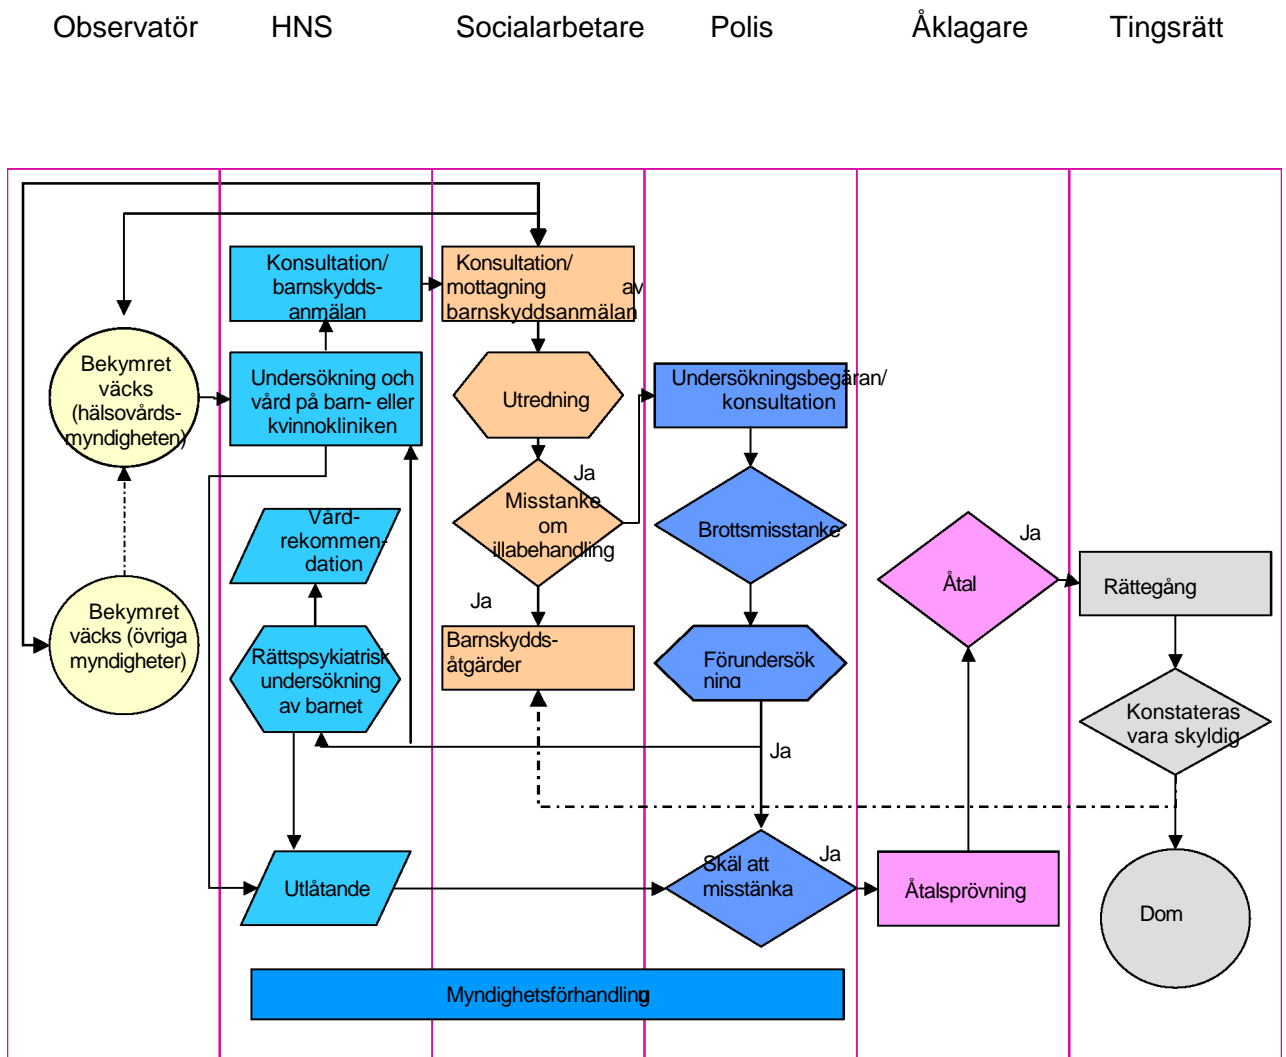 Observatör HNS Socialarbetare Polis Åklagare Tingsrätt
Konsultation/
barnskydds-
anmälan
Konsultation/
mottagning av
barnskyddsanmälan
Bekymret
väcks
(hälsovårds-
myndigheten)
Undersökning och
vård på barn- eller
kvinnokliniken
Utredning
Undersökningsbegäran/
konsultation
Ja
Vård-
rekommen-
dation
Misstanke
om
illabehandling
Brottsmisstanke
Ja
Åtal
Rättegång
Bekymret
väcks (övriga
myndigheter)
Ja
Rättspsykiatrisk
undersökning
av barnet
Barnskydds-
åtgärder
Förundersök
ning
Konstateras
vara skyldig
Ja
Utlåtande
Skäl att
misstänka
Ja
Åtalsprövning
Dom
Myndighetsförhandling